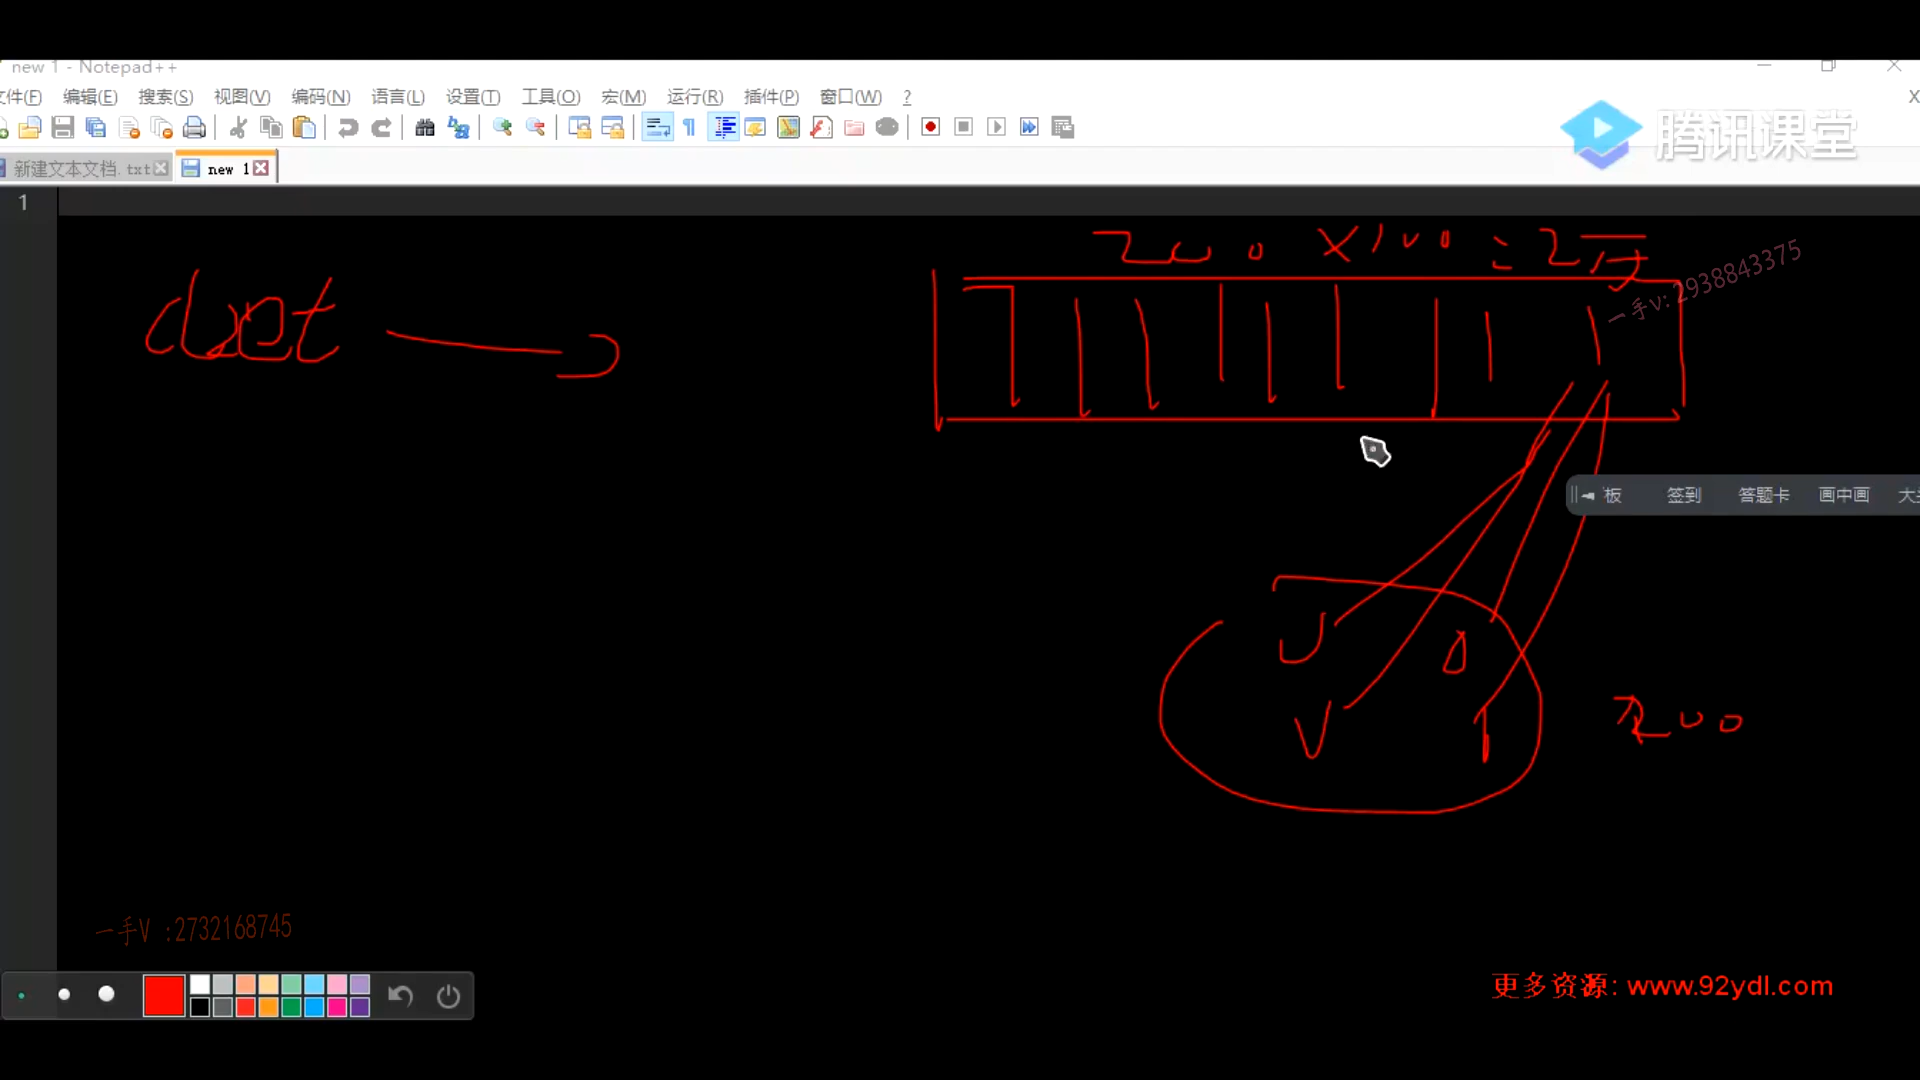 new 1 - Notepad++
文件(F) 编辑(E) 搜索(S) 视图(V) 编码(N) 语言(L) 设置(T) 工具(O) 宏(M) 运行(R) 插件(P) 窗口(W) ?
X
腾讯课堂
新建文本文档.txt new 1
1
200 X100 = 2万
一手v: 2938843375
板 签到 答题卡 画中画
200
一手V :2732168745
更多资源: www.92ydl.com